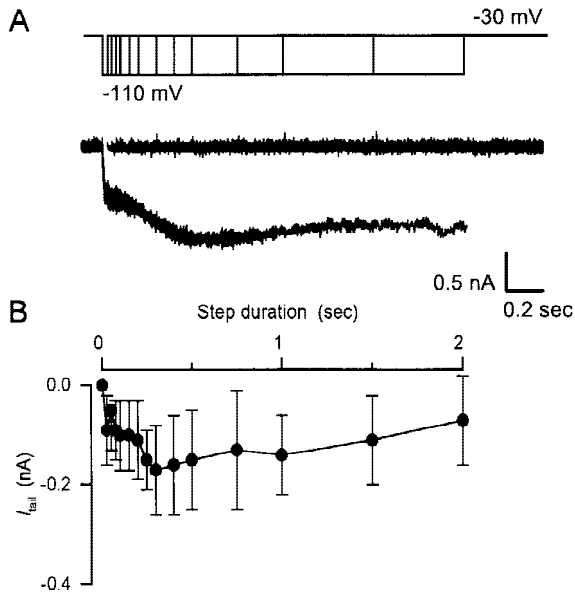 A
-30 mV
-110 mV
0.5 nA
0.2 sec
B
Step duration (sec)
0
1
2
0.0
-0.2
-0.4
Itail (nA)